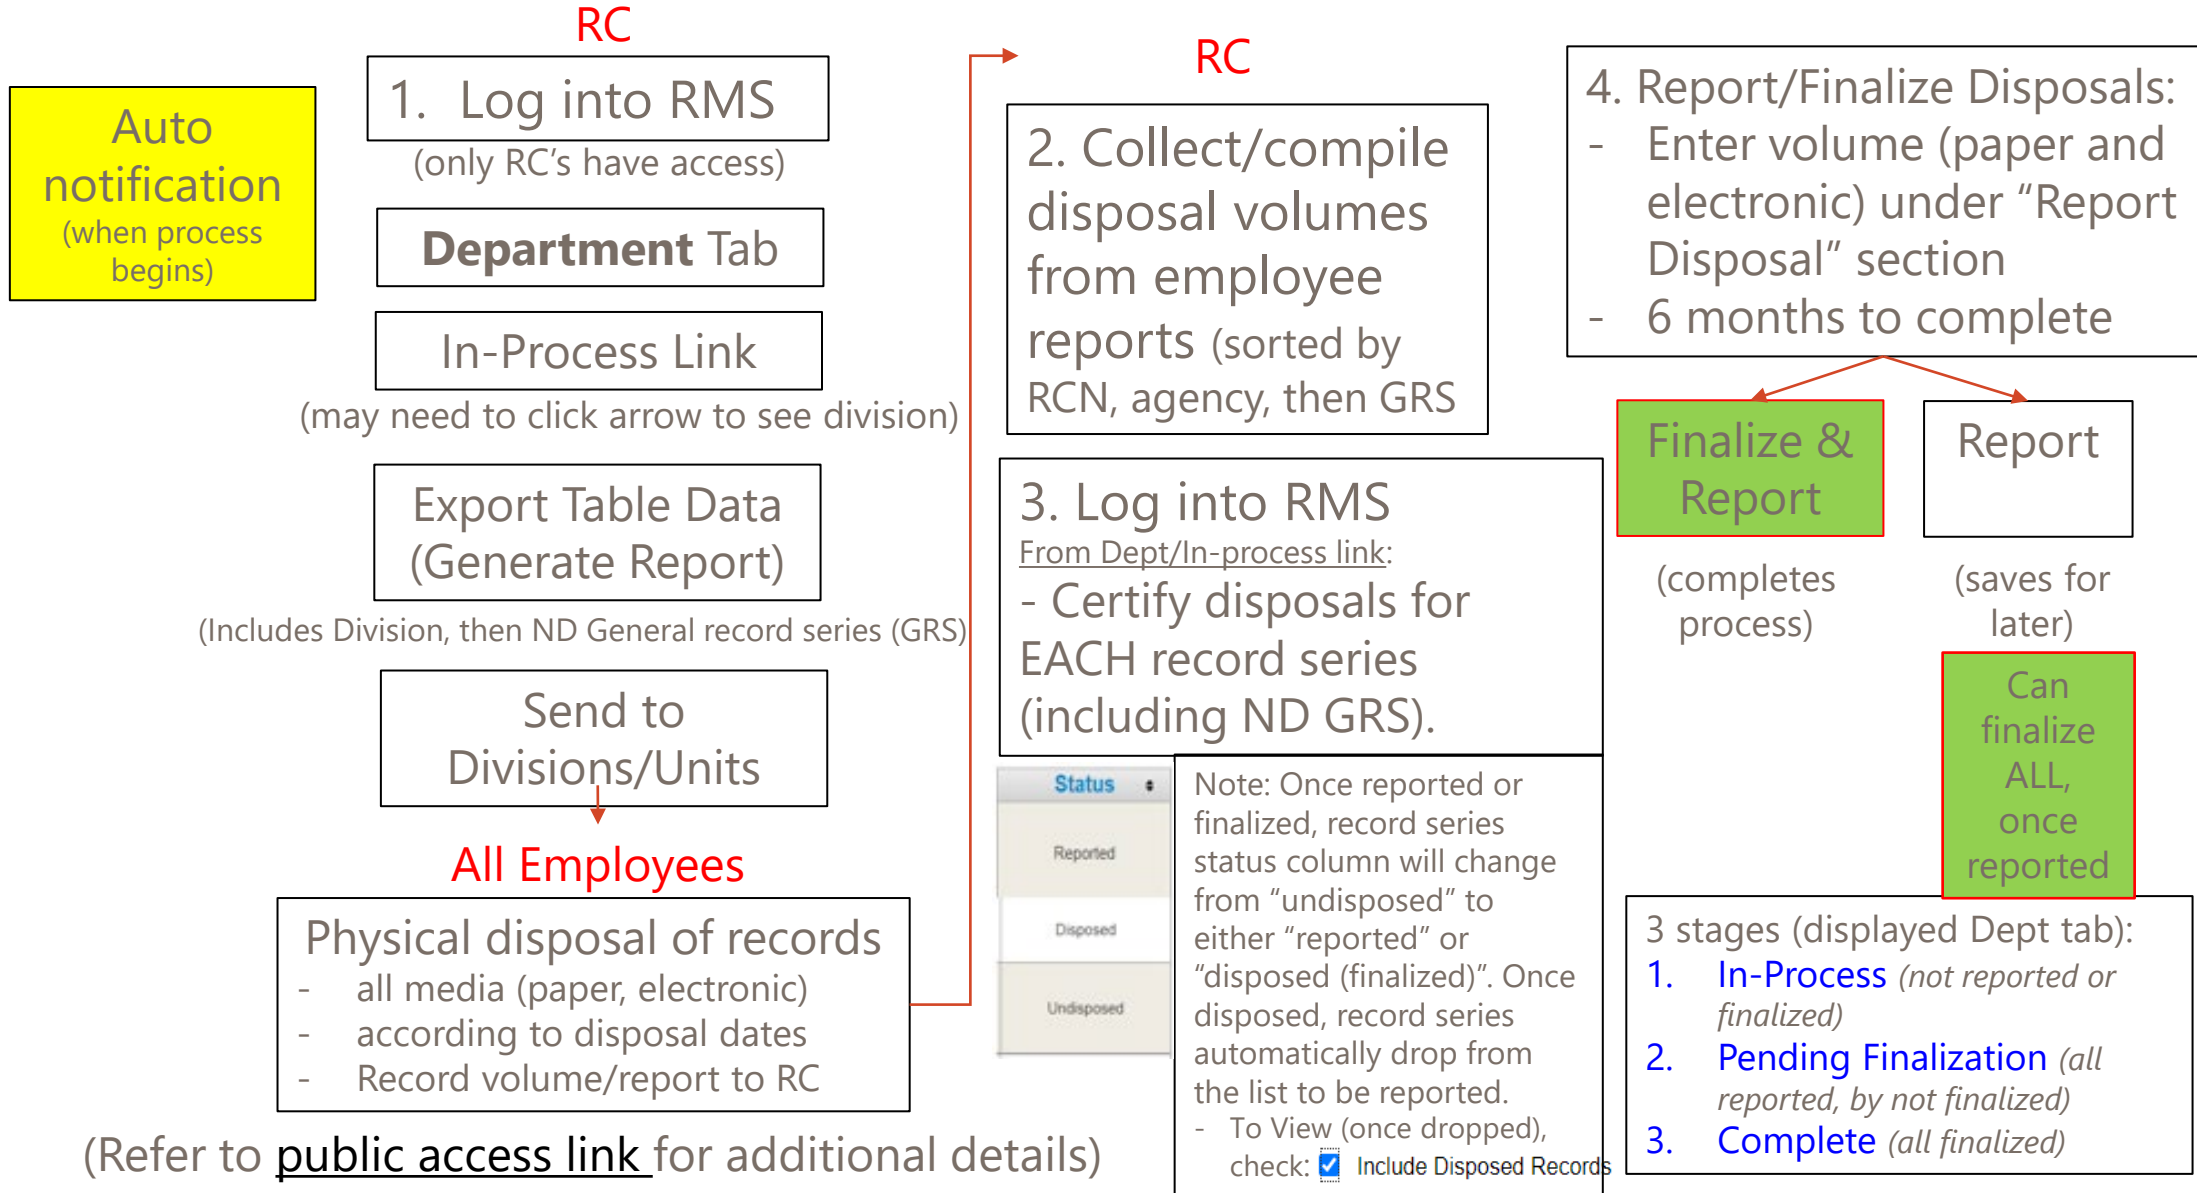 Auto
notification
(when process
begins)
RC
1. Log into RMS
(only RC's have access)
Department Tab
In-Process Link
(may need to click arrow to see division)
Export Table Data
(Generate Report)
(Includes Division, then ND General record series (GRS)
Send to
Divisions/Units
All Employees
Physical disposal of records
- all media (paper, electronic)
- according to disposal dates
- Record volume/report to RC
(Refer to public access link for additional details)
RC
2. Collect/compile
disposal volumes
from employee
reports (sorted by
RCN, agency, then GRS
3. Log into RMS
From Dept/In-process link:
- Certify disposals for
EACH record series
(including ND GRS).
Status
Reported
Disposed
Undisposed
Note: Once reported or
finalized, record series
status column will change
from “undisposed” to
either “reported” or
“disposed (finalized)”. Once
disposed, record series
automatically drop from
the list to be reported.
- To View (once dropped),
check: Include Disposed Records
4. Report/Finalize Disposals:
- Enter volume (paper and
electronic) under “Report
Disposal” section
- 6 months to complete
Finalize &
Report
(completes
process)
Report
(saves for
later)
Can
finalize
ALL,
once
reported
3 stages (displayed Dept tab):
1. In-Process (not reported or
finalized)
2. Pending Finalization (all
reported, by not finalized)
3. Complete (all finalized)